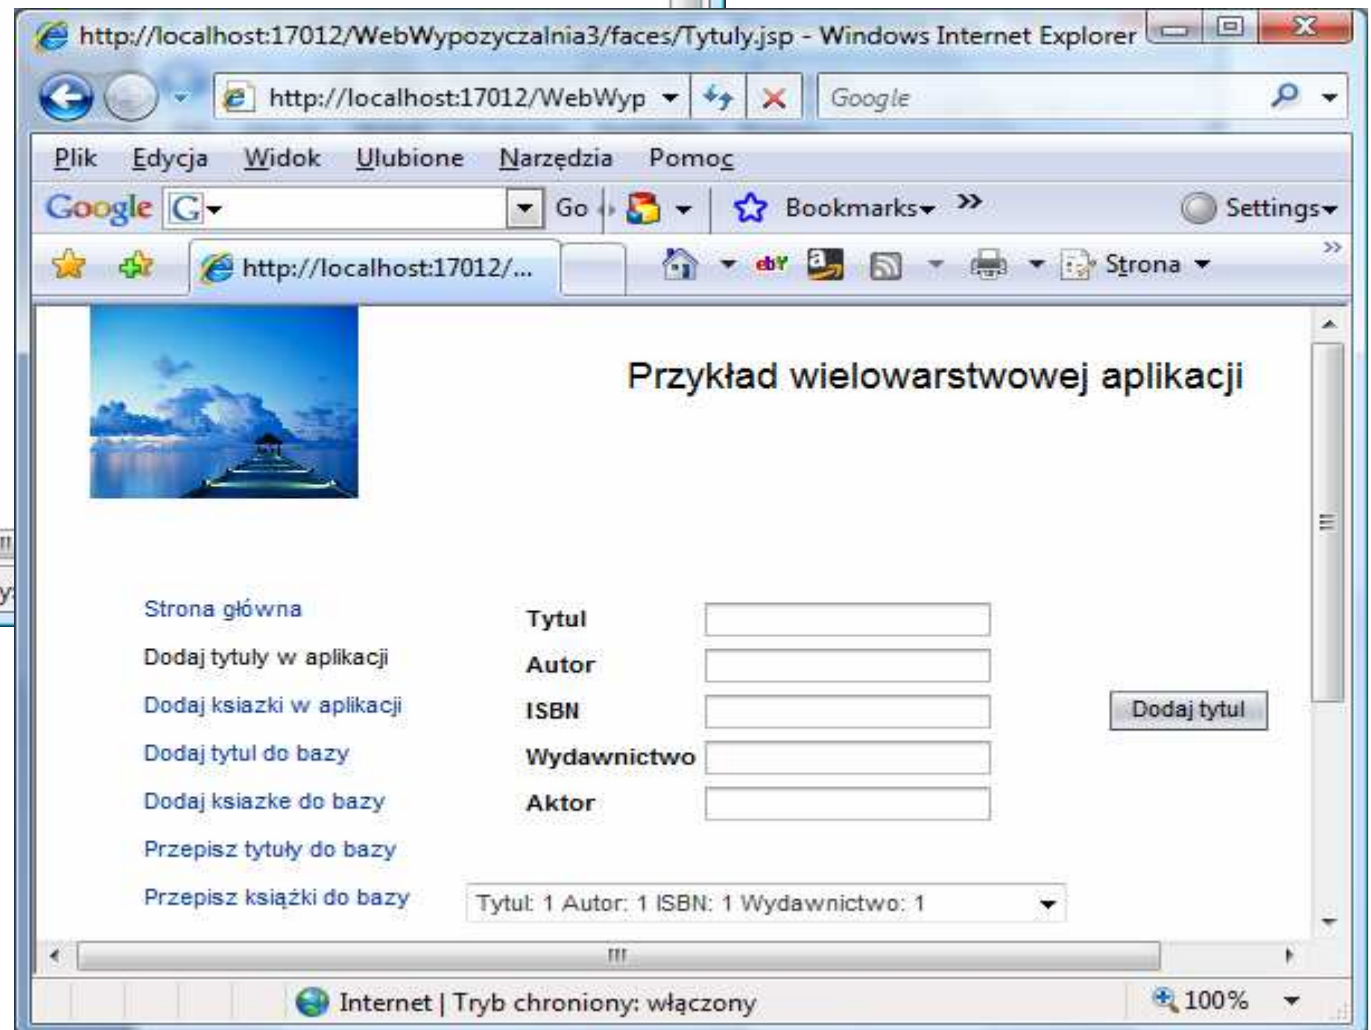 http://localhost:17012/WebWypozyczalnia3/faces/Tytuly.jsp - Windows Internet Explorer
http://localhost:17012/WebWyp Google
Plik Edycja Widok Ulubione Narzędzia Pomoc
Google G Go Bookmarks >> Settings
http://localhost:17012/... ebY a Strona >>
Przykład wielowarstwowej aplikacji
Strona główna
Tytul
Dodaj tytuly w aplikacji
Autor
Dodaj ksiazki w aplikacji
ISBN
Dodaj tytul
Dodaj tytul do bazy
Wydawnictwo
Dodaj ksiazke do bazy
Aktor
Przepisz tytuły do bazy
Przepisz książki do bazy
Tytul: 1 Autor: 1 ISBN: 1 Wydawnictwo: 1
Internet | Tryb chroniony: włączony 100%